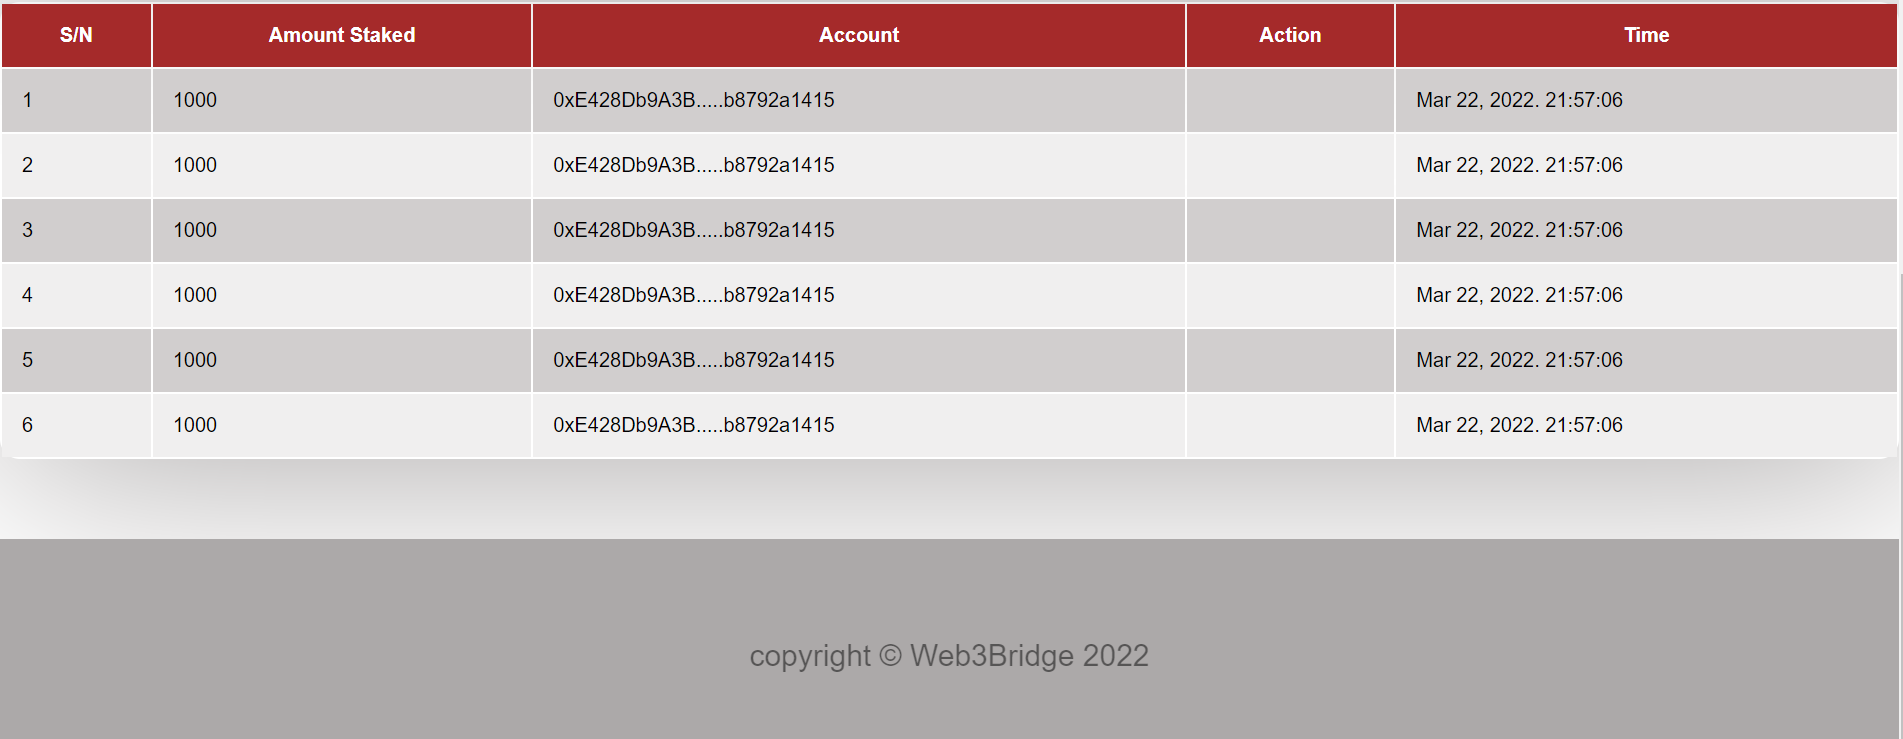 S/N Amount Staked Account Action Time
1 1000 0xE428Db9A3B.....b8792a1415 Mar 22, 2022. 21:57:06
2 1000 0xE428Db9A3B.....b8792a1415 Mar 22, 2022. 21:57:06
3 1000 0xE428Db9A3B.....b8792a1415 Mar 22, 2022. 21:57:06
4 1000 0xE428Db9A3B.....b8792a1415 Mar 22, 2022. 21:57:06
5 1000 0xE428Db9A3B.....b8792a1415 Mar 22, 2022. 21:57:06
6 1000 0xE428Db9A3B.....b8792a1415 Mar 22, 2022. 21:57:06
copyright © Web3Bridge 2022